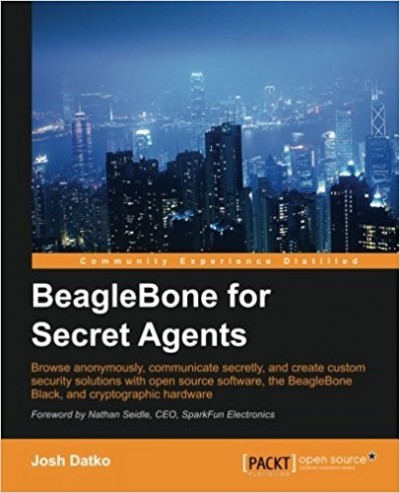 Community Experience Distilled
BeagleBone for
Secret Agents
Browse anonymously, communicate secretly, and create custom
security solutions with open source software, the BeagleBone
Black, and cryptographic hardware
Foreword by Nathan Seidle, CEO, SparkFun Electronics
Josh Datko
[PACKT] open source*
PUBLISHING